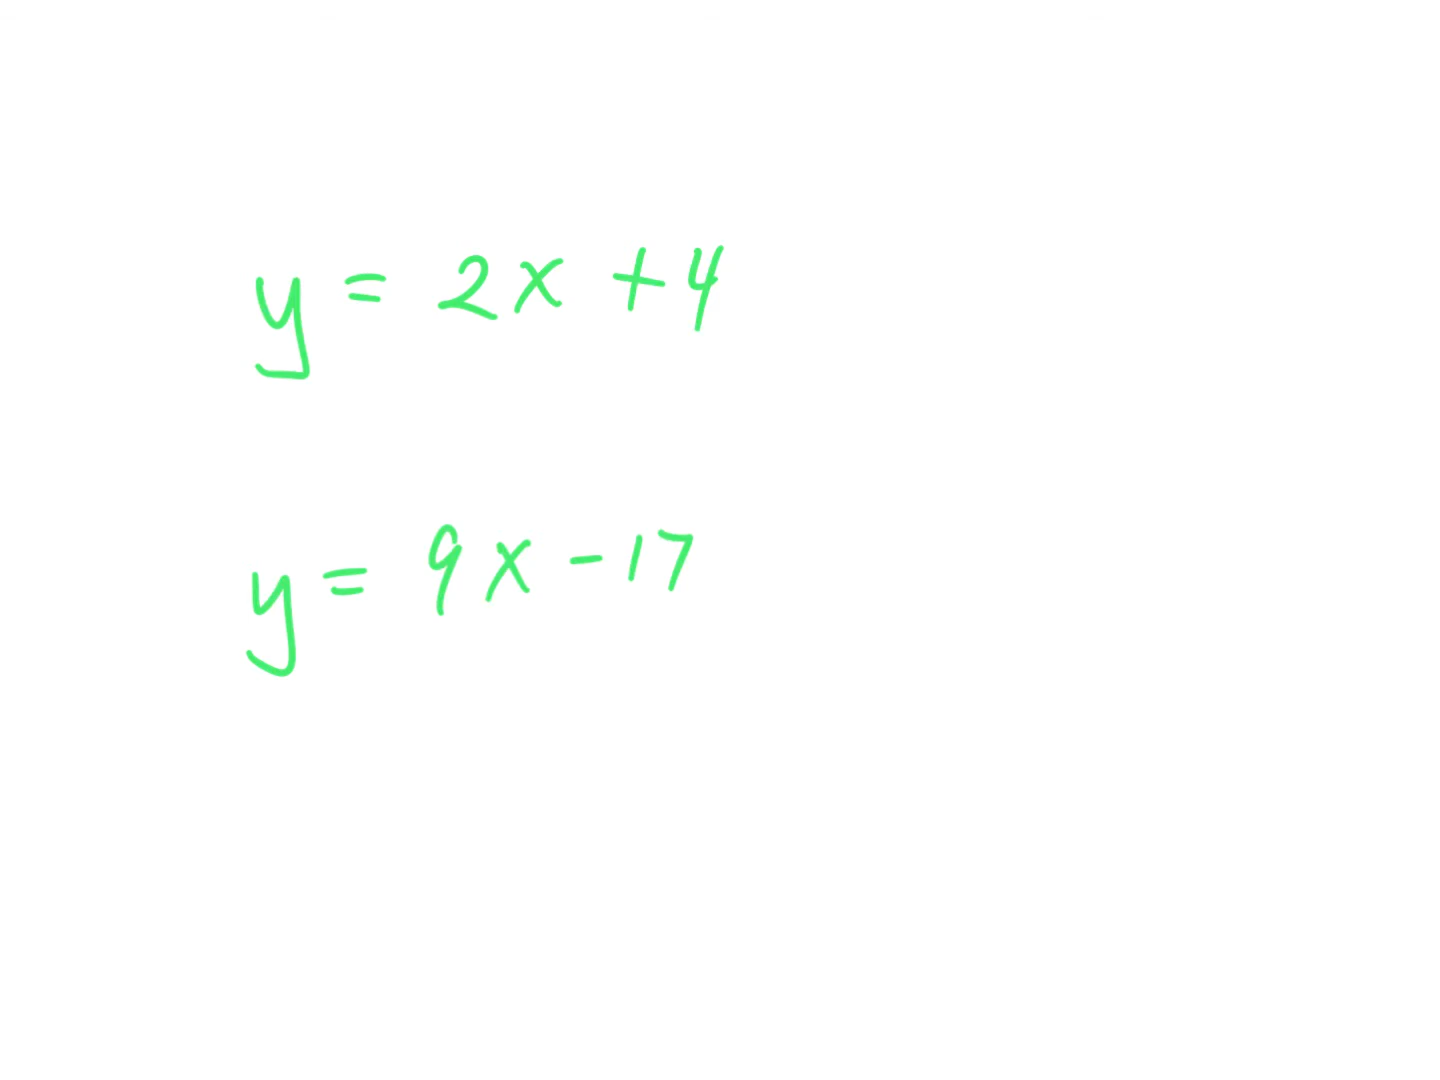 y = 2x + 4
y = 9x - 17